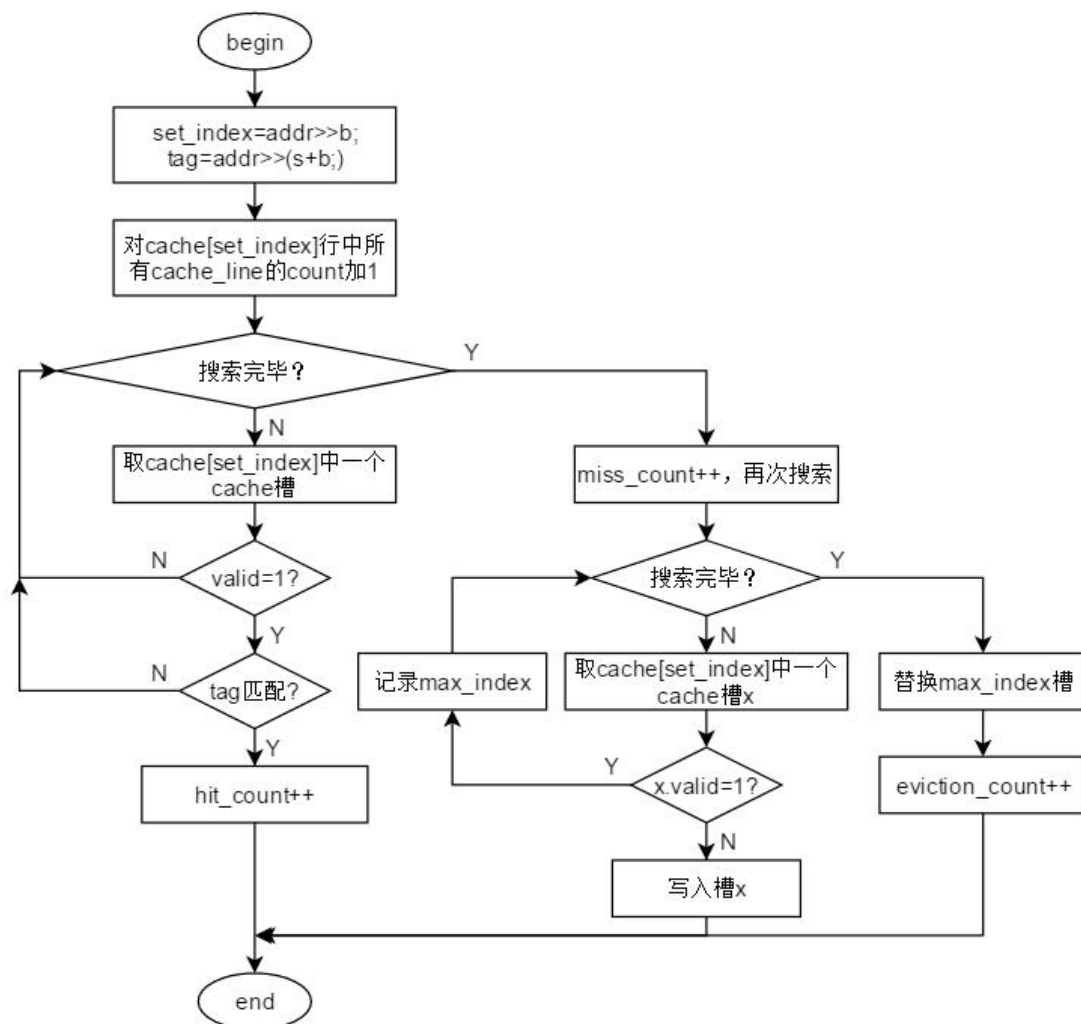 begin
set_index=addr>>b;
tag=addr>>(s+b;)
对cache[set_index]行中所
有cache_line的count加1
搜索完毕？
Y
N
取cache[set_index]中一个
cache槽
valid=1?
N
Y
tag匹配?
N
Y
hit_count++
miss_count++，再次搜索
搜索完毕？
Y
N
记录max_index
取cache[set_index]中一个
cache槽x
替换max_index槽
x.valid=1?
Y
N
eviction_count++
写入槽x
end